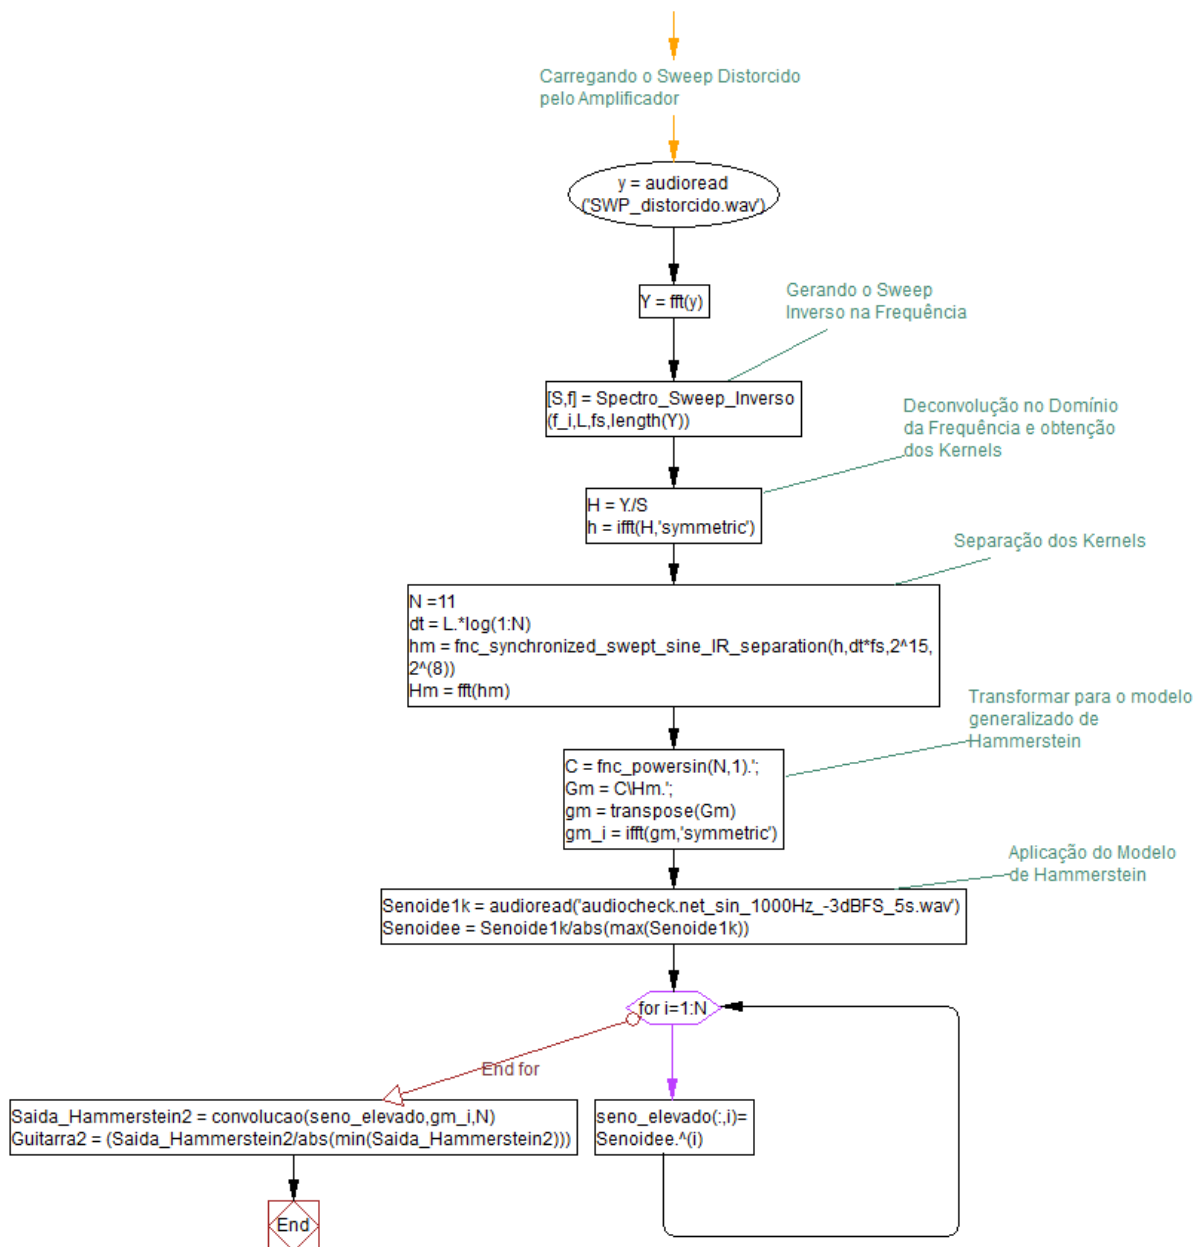 Carregando o Sweep Distorcido
pelo Amplificador
y = audioread
('SWP_distorcido.wav')
Y = fft(y)
Gerando o Sweep
Inverso na Frequência
[S,f] = Spectro_Sweep_Inverso
(f_i,L,fs,length(Y))
Deconvolução no Domínio
da Frequência e obtenção
dos Kernels
H = Y./S
h = ifft(H,'symmetric')
Separação dos Kernels
N =11
dt = L.*log(1:N)
hm = fnc_synchronized_swept_sine_IR_separation(h,dt*fs,2^15,
2^(8))
Hm = fft(hm)
Transformar para o modelo
generalizado de
Hammerstein
C = fnc_powersin(N,1).';
Gm = C\Hm.';
gm = transpose(Gm)
gm_i = ifft(gm,'symmetric')
Aplicação do Modelo
de Hammerstein
Senoide1k = audioread('audiocheck.net_sin_1000Hz_-3dBFS_5s.wav')
Senoidee = Senoide1k/abs(max(Senoide1k))
for i=1:N
End for
Saida_Hammerstein2 = convolucao(seno_elevado,gm_i,N)
Guitarra2 = (Saida_Hammerstein2/abs(min(Saida_Hammerstein2)))
seno_elevado(:,i)=
Senoidee.^(i)
End